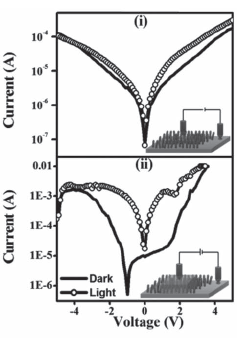 (i)
Current (A)
10⁻⁴
10⁻⁵
10⁻⁶
10⁻⁷
(ii)
Current (A)
0.01
1E-3
1E-4
1E-5
1E-6
Dark
Light
-4 -2 0 2 4
Voltage (V)